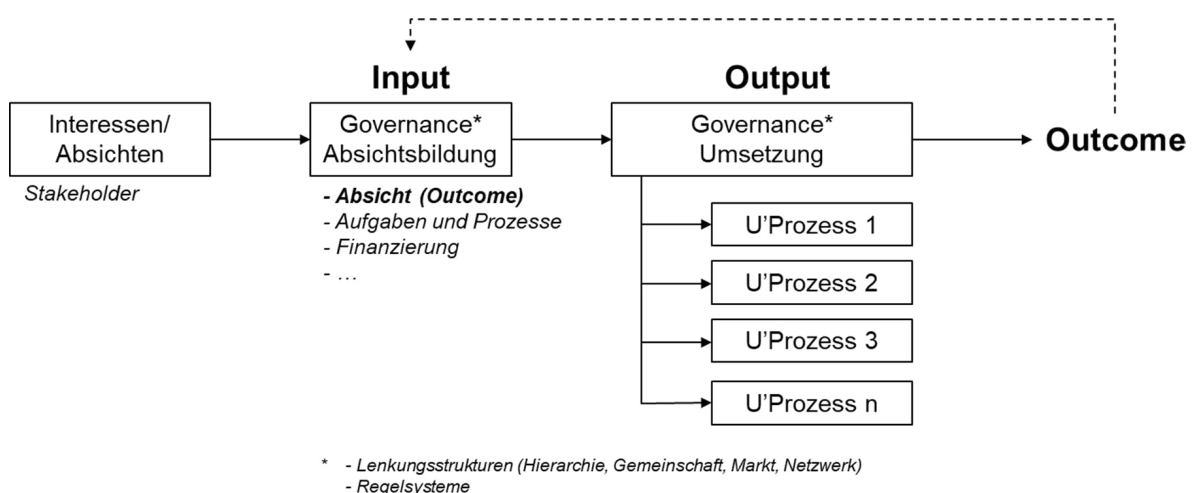 Input
Output
Interessen/
Absichten
Stakeholder
Governance*
Absichtsbildung
- Absicht (Outcome)
- Aufgaben und Prozesse
- Finanzierung
- …
Governance*
Umsetzung
U’Prozess 1
U’Prozess 2
U’Prozess 3
U’Prozess n
Outcome
* - Lenkungsstrukturen (Hierarchie, Gemeinschaft, Markt, Netzwerk)
- Regelsysteme